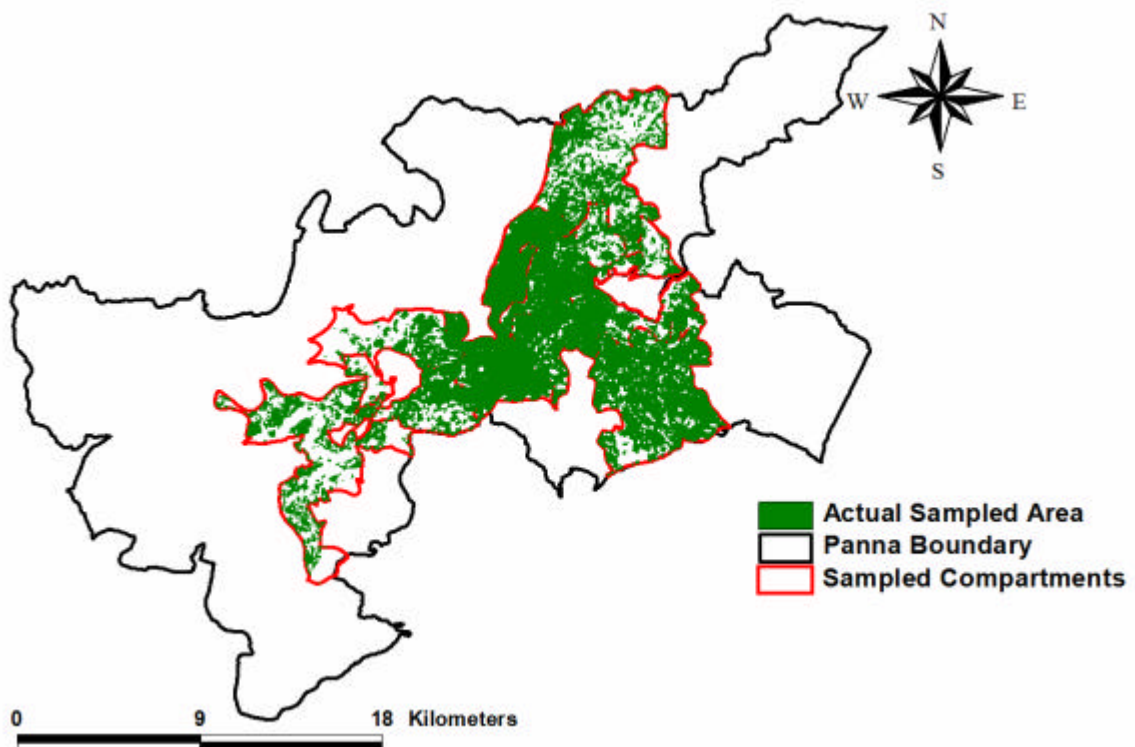 N
W E
S
Actual Sampled Area
Panna Boundary
Sampled Compartments
0 9 18 Kilometers